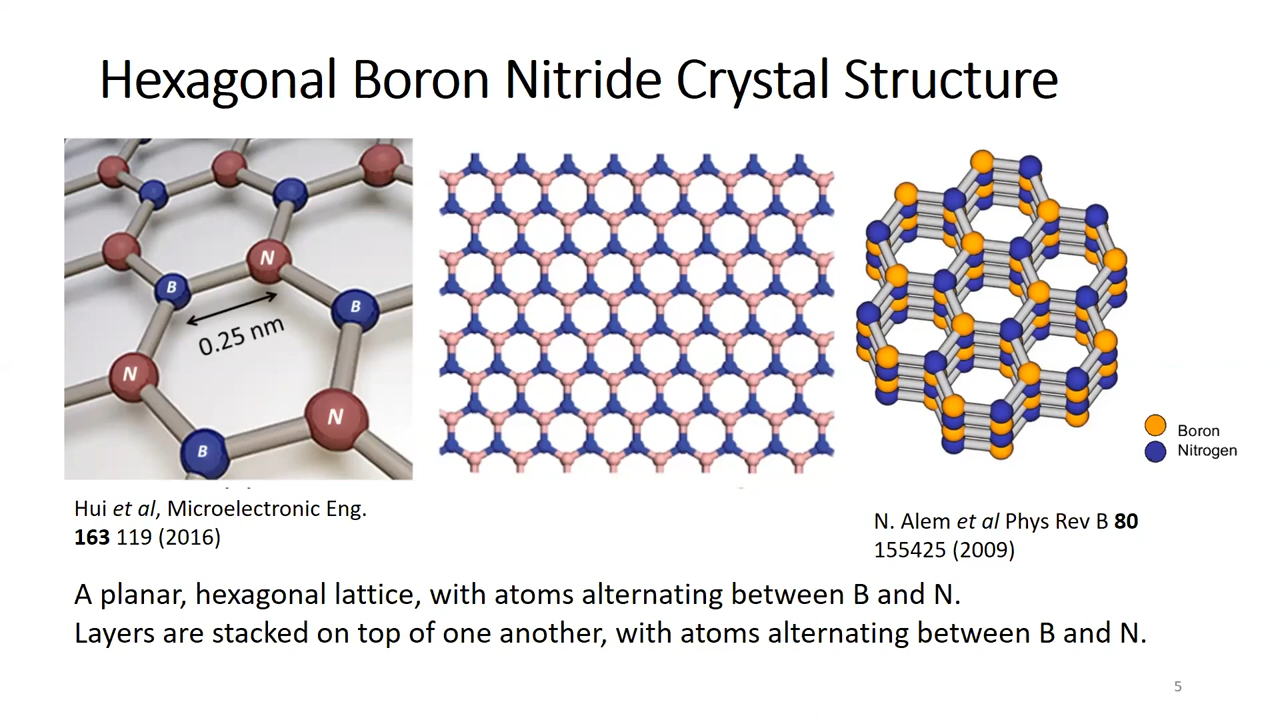 Hexagonal Boron Nitride Crystal Structure
N
B
B
0.25 nm
N
N
B
Boron
Nitrogen
Hui et al, Microelectronic Eng.
163 119 (2016)
N. Alem et al Phys Rev B 80
155425 (2009)
A planar, hexagonal lattice, with atoms alternating between B and N.
Layers are stacked on top of one another, with atoms alternating between B and N.
5